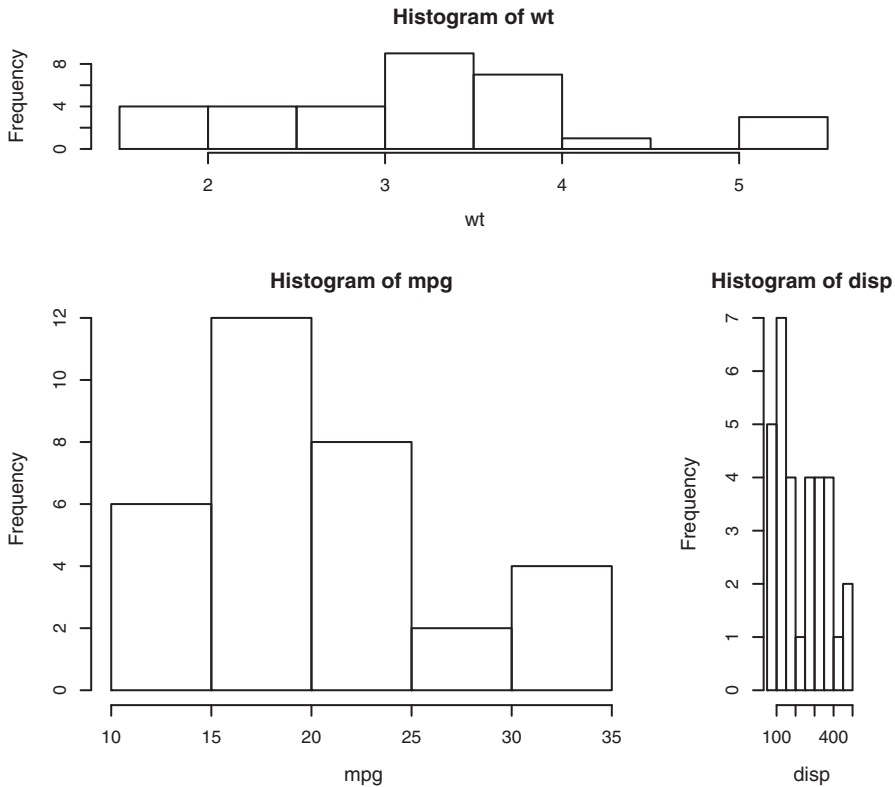 Histogram of wt
Frequency
0 4 8
2 3 4 5
wt
Histogram of mpg
Frequency
0 2 4 6 8 10 12
10 15 20 25 30 35
mpg
Histogram of disp
Frequency
0 1 2 3 4 5 6 7
100 400
disp